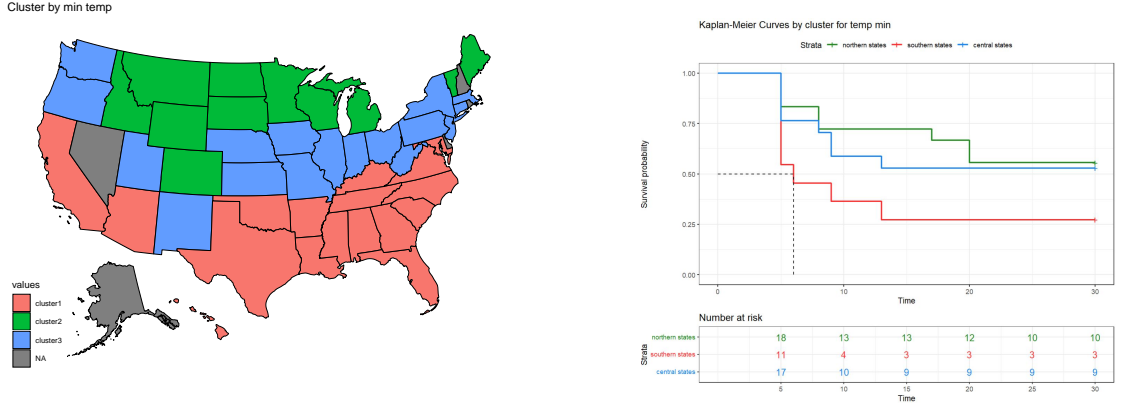 Cluster by min temp
values
cluster1
cluster2
cluster3
NA
Kaplan-Meier Curves by cluster for temp min
Strata northern states southern states central states
Survival probability
1.00
0.75
0.50
0.25
0.00
0 10 20 30
Time
Number at risk
Strata
northern states 18 13 13 12 10 10
southern states 11 4 3 3 3 3
central states 17 10 9 9 9 9
5 10 15 20 25 30
Time